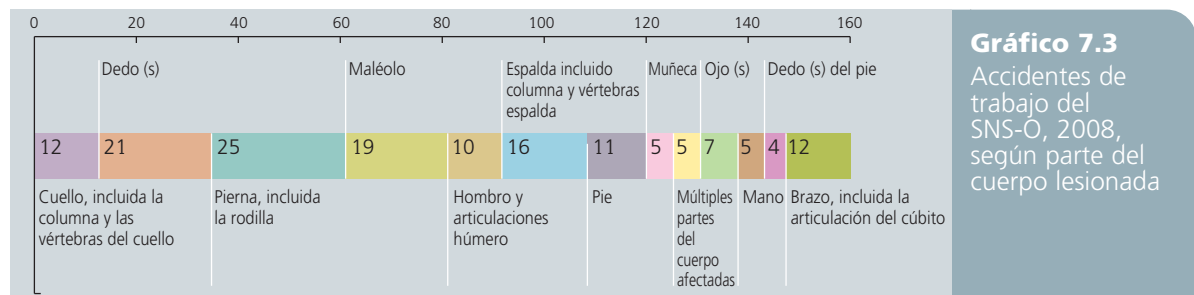 0 20 40 60 80 100 120 140 160
Dedo (s)
Maléolo
Espalda incluido
columna y vértebras
espalda
Muñeca
Ojo (s)
Dedo (s) del pie
12 21 25 19 10 16 11 5 5 7 5 4 12
Cuello, incluida la
columna y las
vértebras del cuello
Pierna, incluida
la rodilla
Hombro y
articulaciones
húmero
Pie
Múltiples
partes
del
cuerpo
afectadas
Mano
Brazo, incluida la
articulación del cúbito
Gráfico 7.3
Accidentes de
trabajo del
SNS-O, 2008,
según parte del
cuerpo lesionada